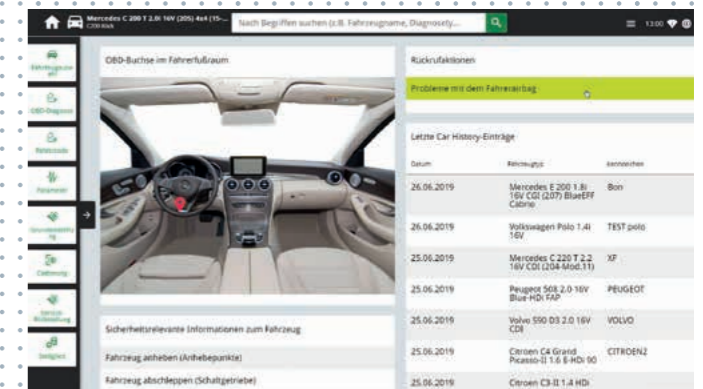 Mercedes C 200 T 2.0i 16V (205) 4x4 (15-...
C200 Kbck
Nach Begriffen suchen (z.B. Fahrzeugname, Diagnosety...
13:00
OBD-Buchse im Fahrerfußraum
Rückrufaktionen
Probleme mit dem Fahrerairbag
Letzte Car History-Einträge
Datum Fahrzeugtyp Kennzeichen
26.06.2019 Mercedes E 200 1.8i Bon
16V CGI (207) BlueEFF
Cabrio
26.06.2019 Volkswagen Polo 1.4i TEST polo
16V
25.06.2019 Mercedes C 220 T 2.2 XF
16V CDI (204-Mod.11)
25.06.2019 Peugeot 508 2.0 16V PEUGEOT
Blue-HDi FAP
25.06.2019 Volvo S90 D3 2.0 16V VOLVO
CDI
25.06.2019 Citroen C4 Grand CITROEN2
Picasso-II 1.6 E-HDi 90
25.06.2019 Citroen C3-II 1.4 HDi
OBD-Diagnose
Fehlercode
Parameter
Codierung
Sicherheitsrelevante Informationen zum Fahrzeug
Fahrzeug anheben (Anhebepunkte)
Fahrzeug abschleppen (Schaltgetriebe)